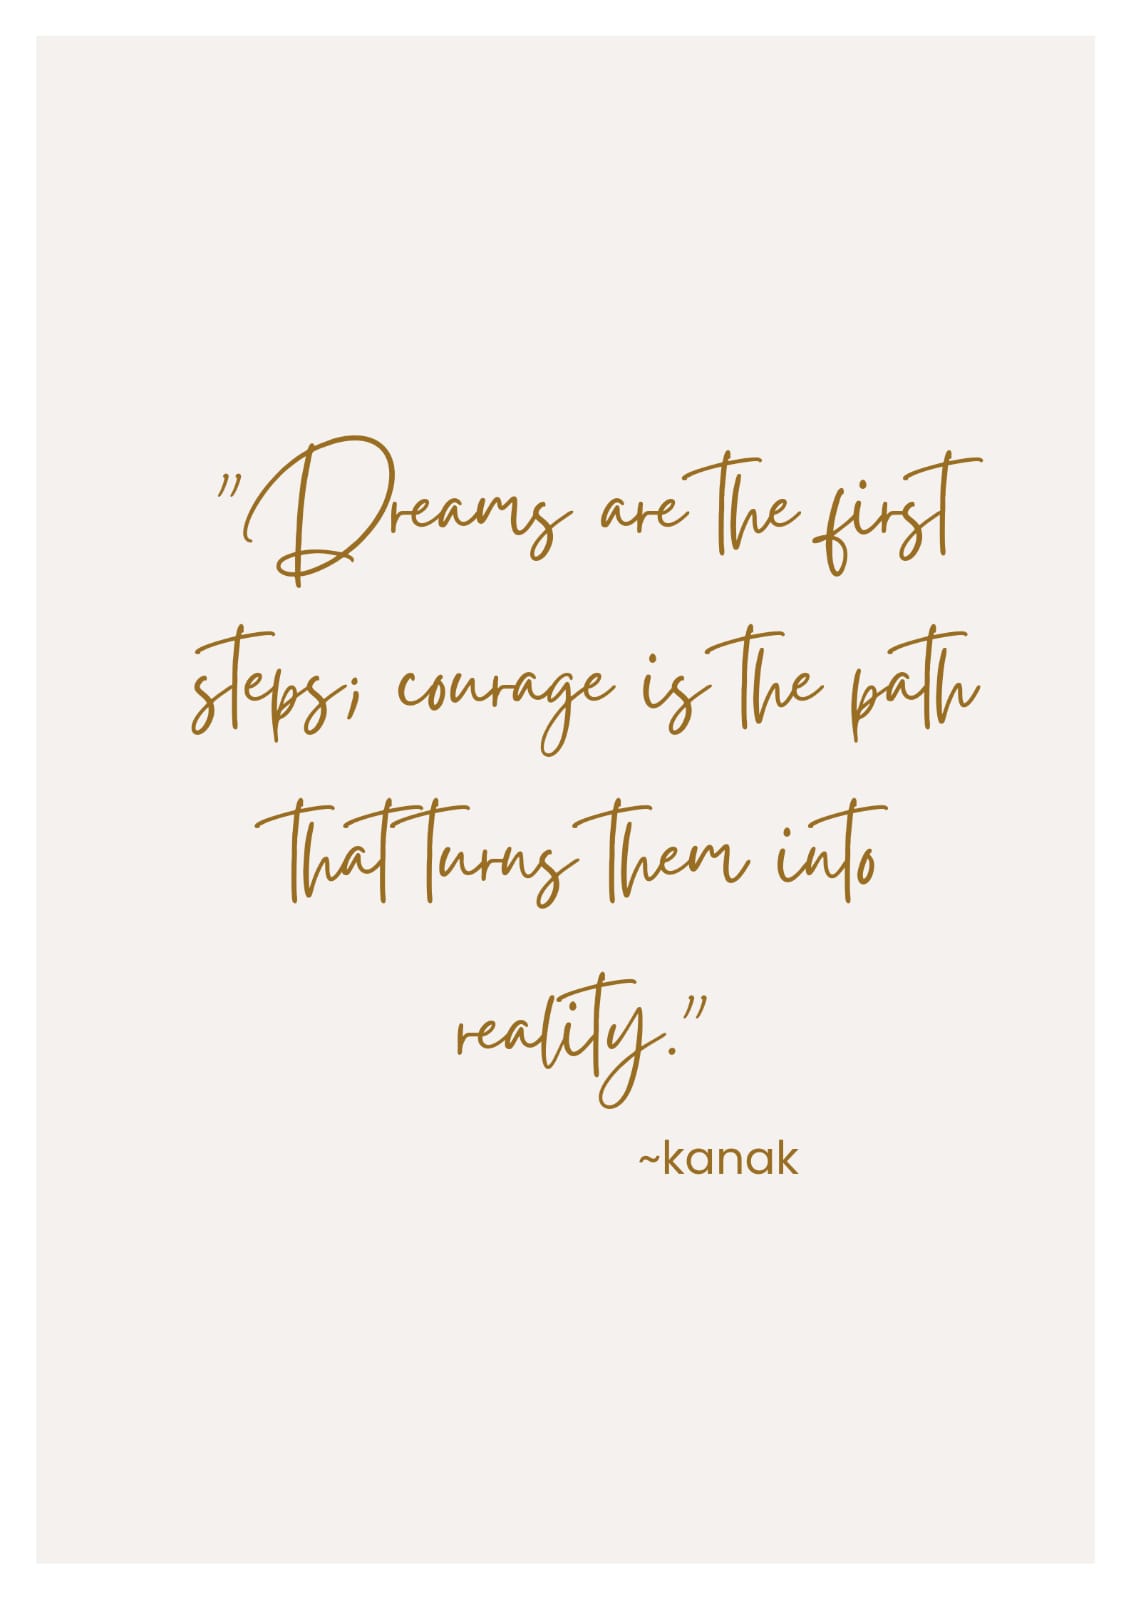 "Dreams are the first
steps; courage is the path
that turns them into
reality."
~kanak